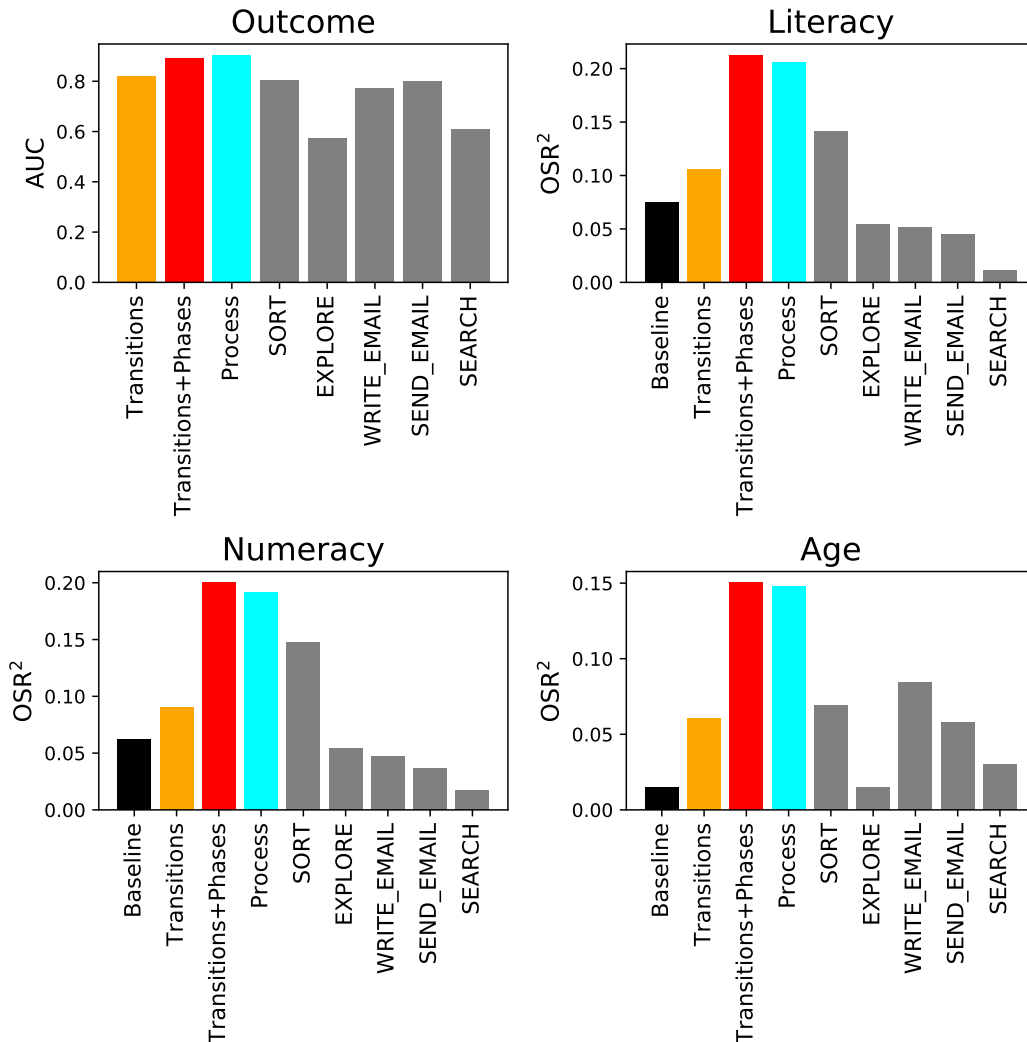 Outcome
AUC
0.8
0.6
0.4
0.2
0.0
Transitions
Transitions+Phases
Process
SORT
EXPLORE
WRITE_EMAIL
SEND_EMAIL
SEARCH
Literacy
OSR²
0.20
0.15
0.10
0.05
0.00
Baseline
Transitions
Transitions+Phases
Process
SORT
EXPLORE
WRITE_EMAIL
SEND_EMAIL
SEARCH
Numeracy
OSR²
0.20
0.15
0.10
0.05
0.00
Baseline
Transitions
Transitions+Phases
Process
SORT
EXPLORE
WRITE_EMAIL
SEND_EMAIL
SEARCH
Age
OSR²
0.15
0.10
0.05
0.00
Baseline
Transitions
Transitions+Phases
Process
SORT
EXPLORE
WRITE_EMAIL
SEND_EMAIL
SEARCH